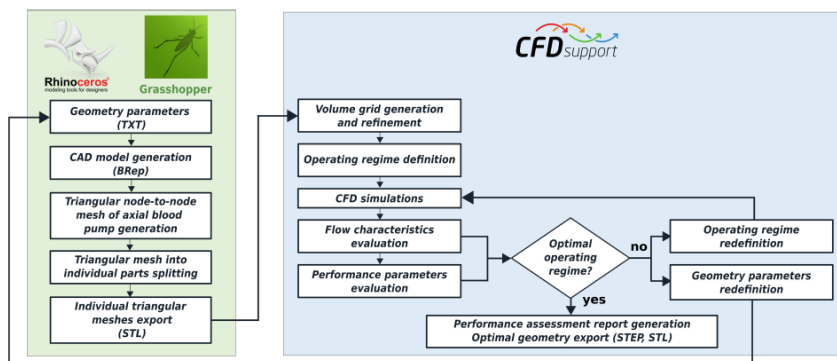 Rhinoceros®
modeling tools for designers
Grasshopper
Geometry parameters
(TXT)
CAD model generation
(BRep)
Triangular node-to-node
mesh of axial blood
pump generation
Triangular mesh into
individual parts splitting
Individual triangular
meshes export
(STL)
CFDsupport
Volume grid generation
and refinement
Operating regime definition
CFD simulations
Flow characteristics
evaluation
Performance parameters
evaluation
Optimal
operating
regime?
no
yes
Operating regime
redefinition
Geometry parameters
redefinition
Performance assessment report generation
Optimal geometry export (STEP, STL)